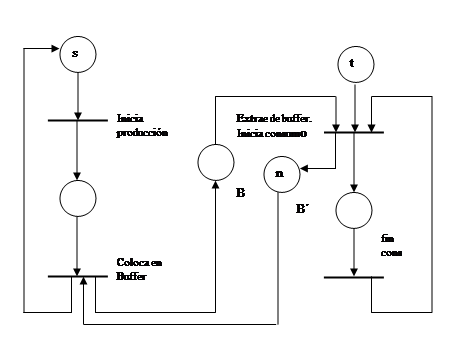 s
t
Inicia
producción
Extrae de buffer.
Inicia consumo
n
B
B´
fin
cons
Coloca en
Buffer